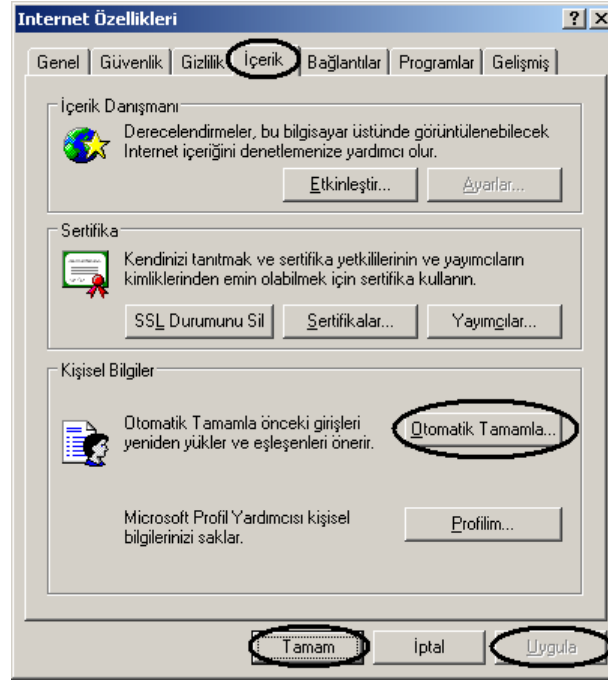 Internet Özellikleri
Genel Güvenlik Gizlilik İçerik Bağlantılar Programlar Gelişmiş
İçerik Danışmanı
Derecelendirmeler, bu bilgisayar üstünde görüntülenebilecek
Internet içeriğini denetlemenize yardımcı olur.
Etkinleştir... Ayarlar...
Sertifika
Kendinizi tanıtmak ve sertifika yetkililerinin ve yayımcıların
kimliklerinden emin olabilmek için sertifika kullanın.
SSL Durumunu Sil Sertifikalar... Yayımcılar...
Kişisel Bilgiler
Otomatik Tamamla önceki girişleri
yeniden yükler ve eşleşenleri önerir.
Otomatik Tamamla...
Microsoft Profil Yardımcısı kişisel
bilgilerinizi saklar.
Profilim...
Tamam İptal Uygula